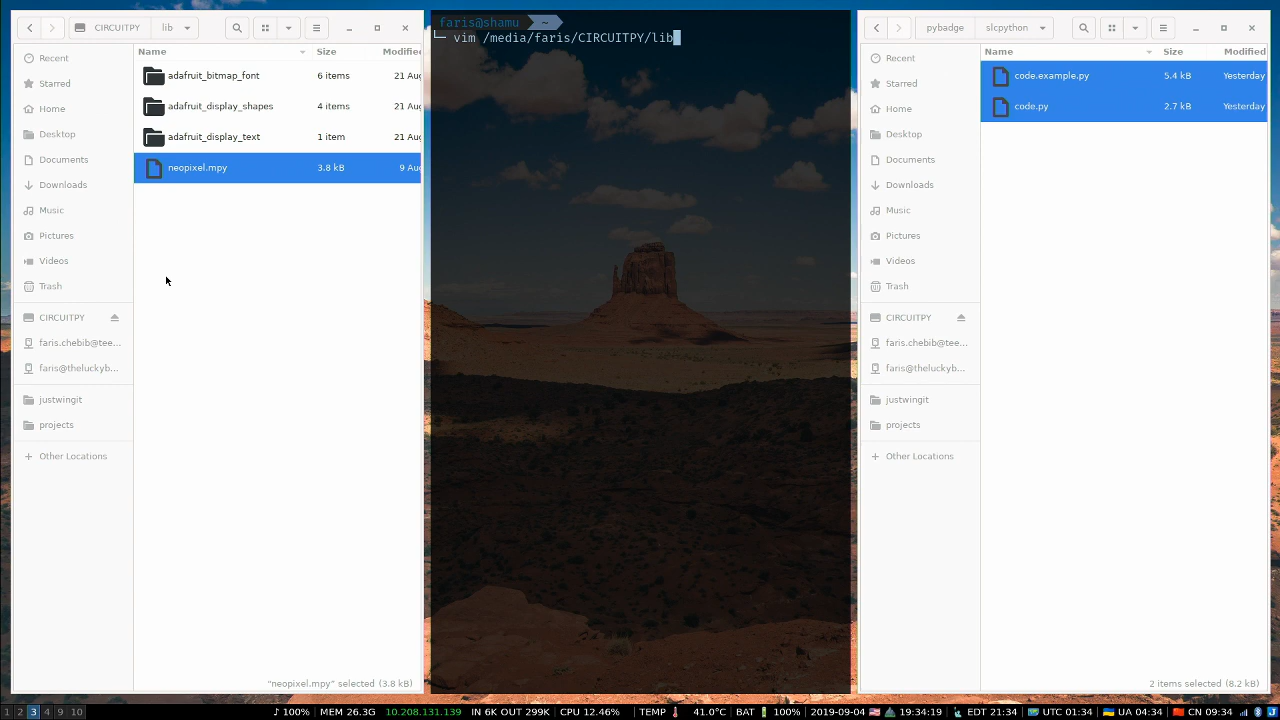 CIRCUITPY lib
Name Size Modified
Recent
Starred
Home
Desktop
Documents
Downloads
Music
Pictures
Videos
Trash
CIRCUITPY
faris.chebib@tee...
faris@theluckyb...
justwingit
projects
Other Locations
adafruit_bitmap_font 6 items 21 Aug
adafruit_display_shapes 4 items 21 Aug
adafruit_display_text 1 item 21 Aug
neopixel.mpy 3.8 kB 9 Aug
"neopixel.mpy" selected (3.8 kB)
faris@shamu ~
vim /media/faris/CIRCUITPY/lib
pybadge slcpython
Name Size Modified
Recent
Starred
Home
Desktop
Documents
Downloads
Music
Pictures
Videos
Trash
CIRCUITPY
faris.chebib@tee...
faris@theluckyb...
justwingit
projects
Other Locations
code.example.py 5.4 kB Yesterday
code.py 2.7 kB Yesterday
2 items selected (8.2 kB)
1 2 3 4 5 10 ♪ 100% MEM 26.3G 10.208.131.139 IN 6K OUT 299K CPU 12.46% TEMP 41.0°C BAT 100% 2019-09-04 19:34:19 EDT 21:34 UTC 01:34 UA 04:34 CN 09:34